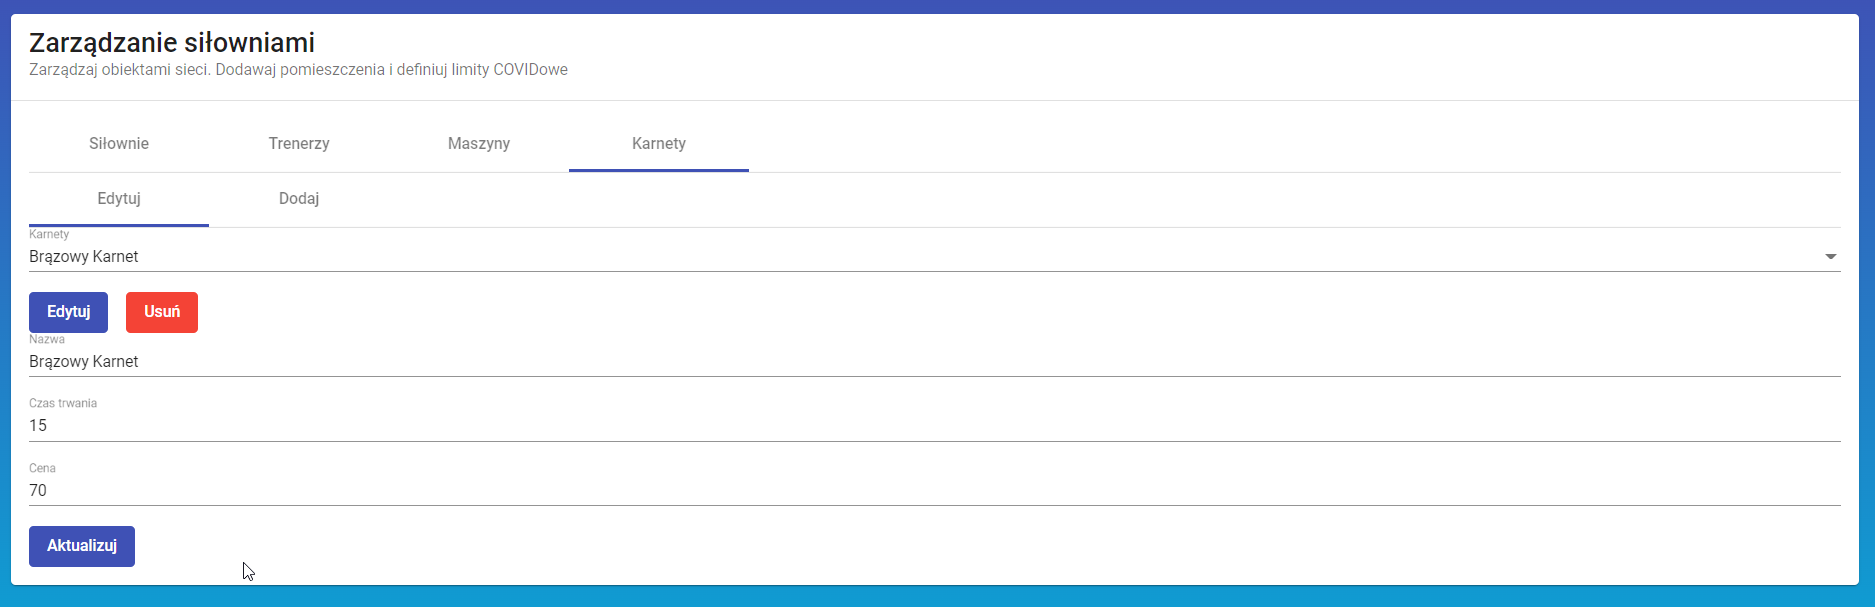 Zarządzanie siłowniami
Zarządzaj obiektami sieci. Dodawaj pomieszczenia i definiuj limity COVIDowe
Siłownie Trenerzy Maszyny Karnety
Edytuj Dodaj
Karnety
Brązowy Karnet
Edytuj Usuń
Nazwa
Brązowy Karnet
Czas trwania
15
Cena
70
Aktualizuj